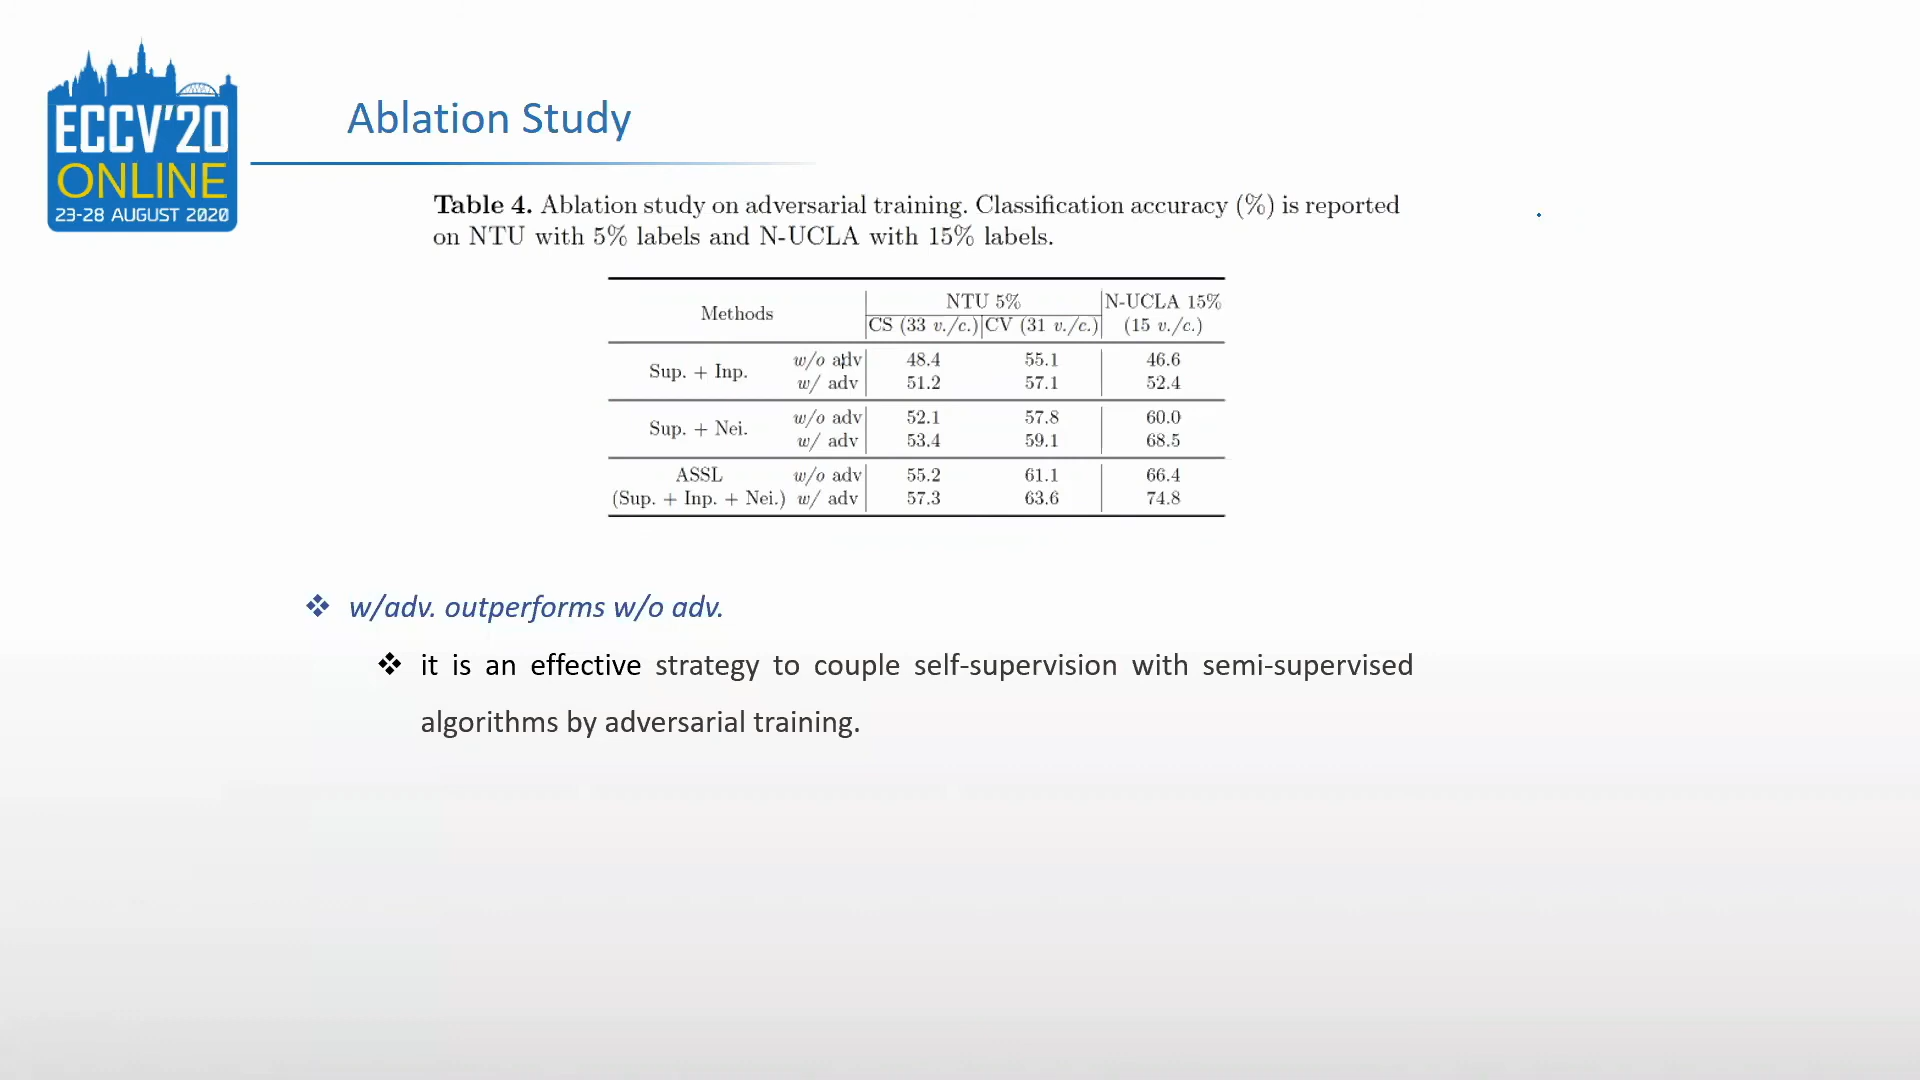 ECCV'20
ONLINE
23-28 AUGUST 2020
Ablation Study
Table 4. Ablation study on adversarial training. Classification accuracy (%) is reported
on NTU with 5% labels and N-UCLA with 15% labels.
Methods NTU 5% N-UCLA 15%
CS (33 v./c.) CV (31 v./c.) (15 v./c.)
Sup. + Inp. w/o adv 48.4 55.1 46.6
w/ adv 51.2 57.1 52.4
Sup. + Nei. w/o adv 52.1 57.8 60.0
w/ adv 53.4 59.1 68.5
ASSL w/o adv 55.2 61.1 66.4
(Sup. + Inp. + Nei.) w/ adv 57.3 63.6 74.8
❖ w/adv. outperforms w/o adv.
❖ it is an effective strategy to couple self-supervision with semi-supervised
algorithms by adversarial training.